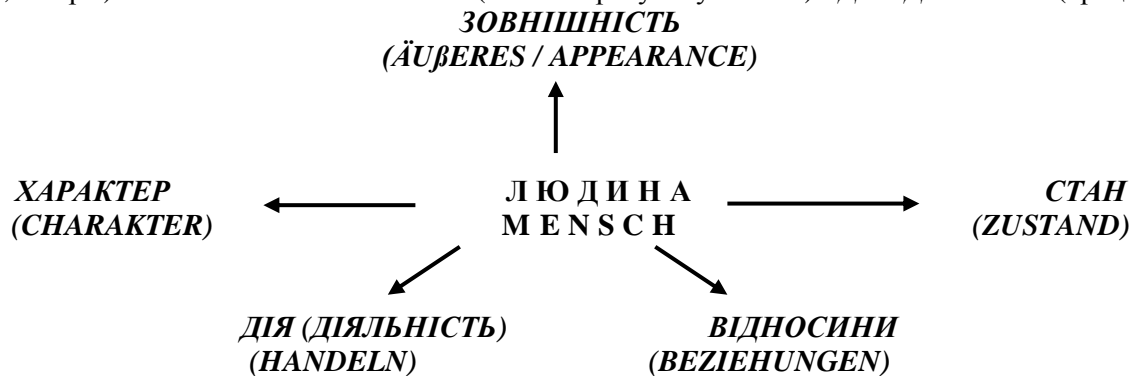 ЗОВНІШНІСТЬ
(ÄUßERES / APPEARANCE)
ХАРАКТЕР
(CHARAKTER)
Л Ю Д И Н А
M E N S C H
СТАН
(ZUSTAND)
ДІЯ (ДІЯЛЬНІСТЬ)
(HANDELN)
ВІДНОСИНИ
(BEZIEHUNGEN)